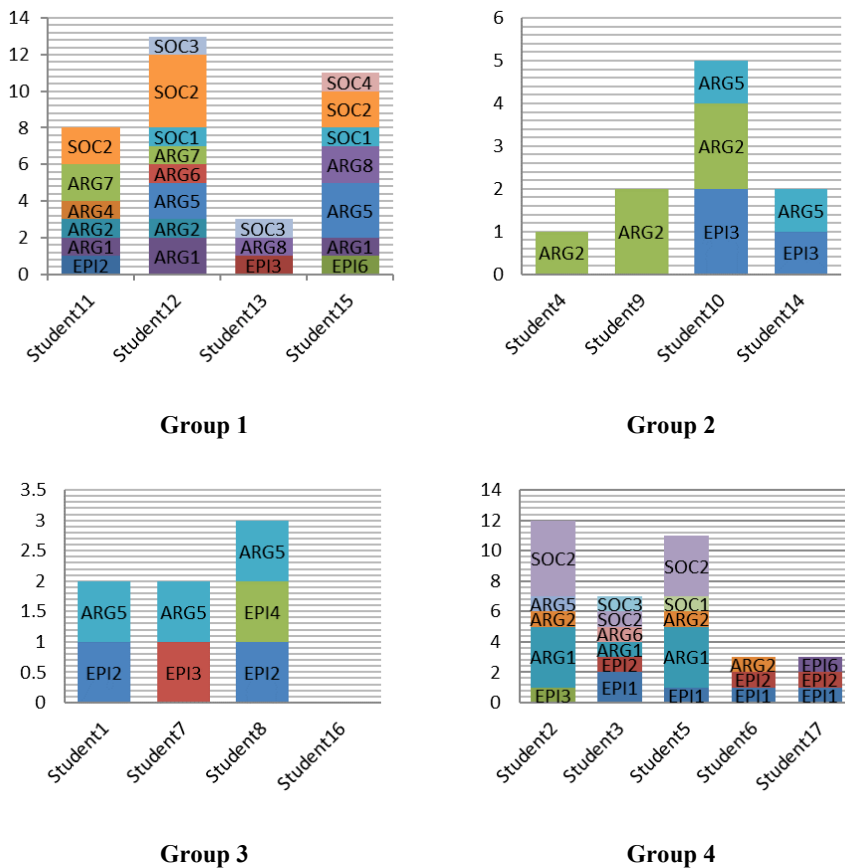 14
12
10
8
6
4
2
0
SOC2
ARG7
ARG4
ARG2
ARG1
EPI2
SOC3
SOC2
SOC1
ARG7
ARG6
ARG5
ARG2
ARG1
SOC3
ARG8
EPI3
SOC4
SOC2
SOC1
ARG8
ARG5
ARG1
EPI6
Student11
Student12
Student13
Student15
Group 1
6
5
4
3
2
1
0
ARG2
ARG2
ARG5
ARG2
EPI3
ARG5
EPI3
Student4
Student9
Student10
Student14
Group 2
3.5
3
2.5
2
1.5
1
0.5
0
ARG5
EPI2
ARG5
EPI3
ARG5
EPI4
EPI2
Student1
Student7
Student8
Student16
Group 3
14
12
10
8
6
4
2
0
SOC2
ARG5
ARG2
ARG1
EPI3
SOC3
SOC2
ARG6
ARG1
EPI2
EPI1
SOC2
SOC1
ARG2
ARG1
EPI1
ARG2
EPI2
EPI1
EPI6
EPI2
EPI1
Student2
Student3
Student5
Student6
Student17
Group 4